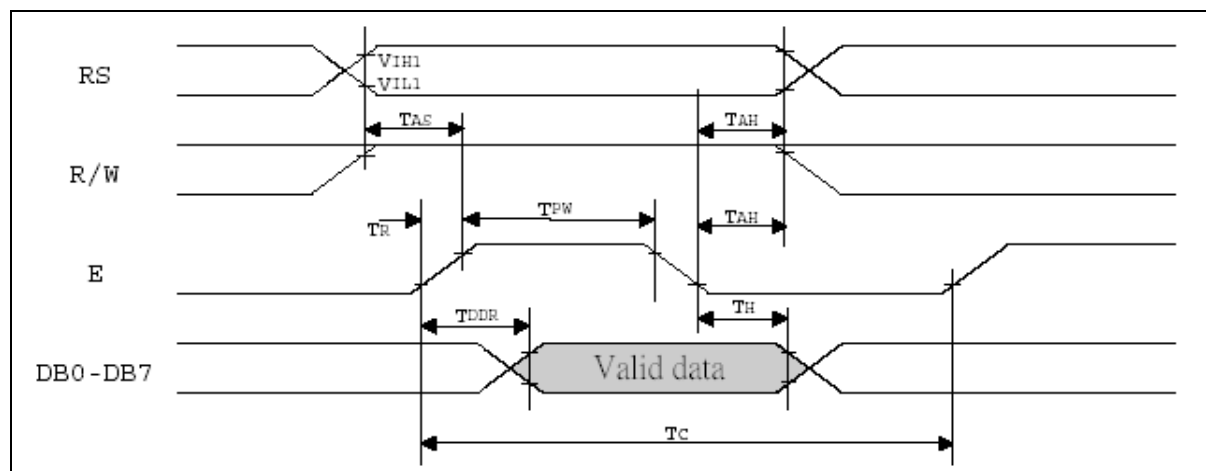 RS
VIH1
VIL1
TAS
TAH
R/W
TPW
TAH
TR
E
TDDR
TH
DB0-DB7
Valid data
TC